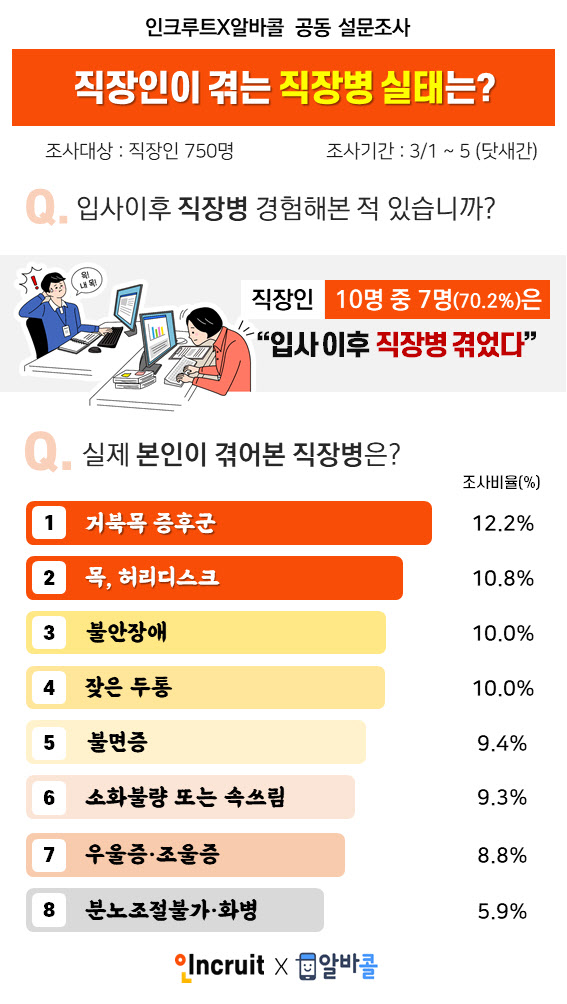 인크루트X알바콜 공동 설문조사
직장인이 겪는 직장병 실태는?
조사대상 : 직장인 750명
조사기간 : 3/1 ~ 5 (닷새간)
Q. 입사이후 직장병 경험해본 적 있습니까?
윽!
내 목!
직장인 10명 중 7명(70.2%)은
“입사 이후 직장병 겪었다”
Q. 실제 본인이 겪어본 직장병은?
조사비율(%)
1 거북목 증후군 12.2%
2 목, 허리디스크 10.8%
3 불안장애 10.0%
4 잦은 두통 10.0%
5 불면증 9.4%
6 소화불량 또는 속쓰림 9.3%
7 우울증·조울증 8.8%
8 분노조절불가·화병 5.9%
인Incruit X 알바콜